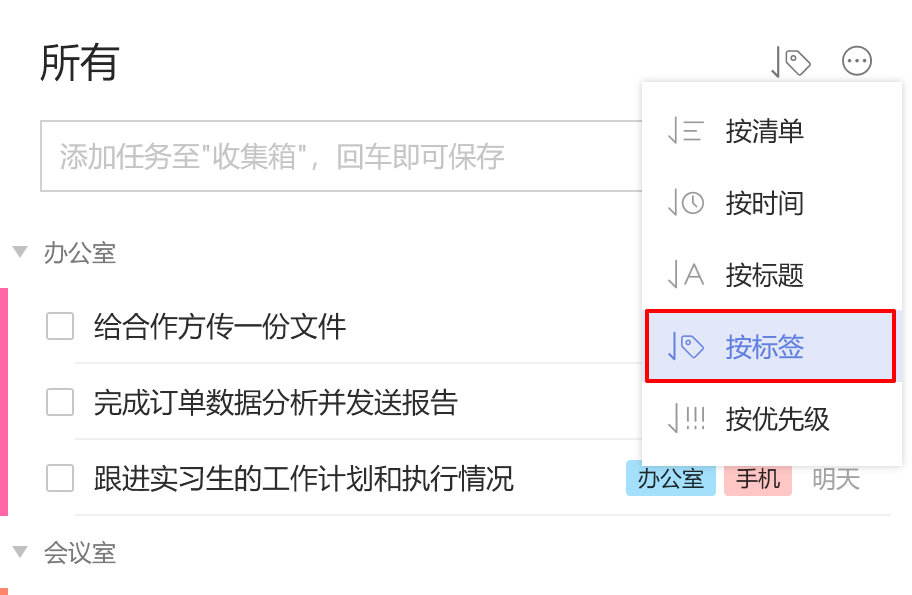 所有
添加任务至"收集箱"，回车即可保存
按清单
按时间
按标题
按标签
按优先级
办公室
给合作方传一份文件
完成订单数据分析并发送报告
跟进实习生的工作计划和执行情况 办公室 手机 明天
会议室